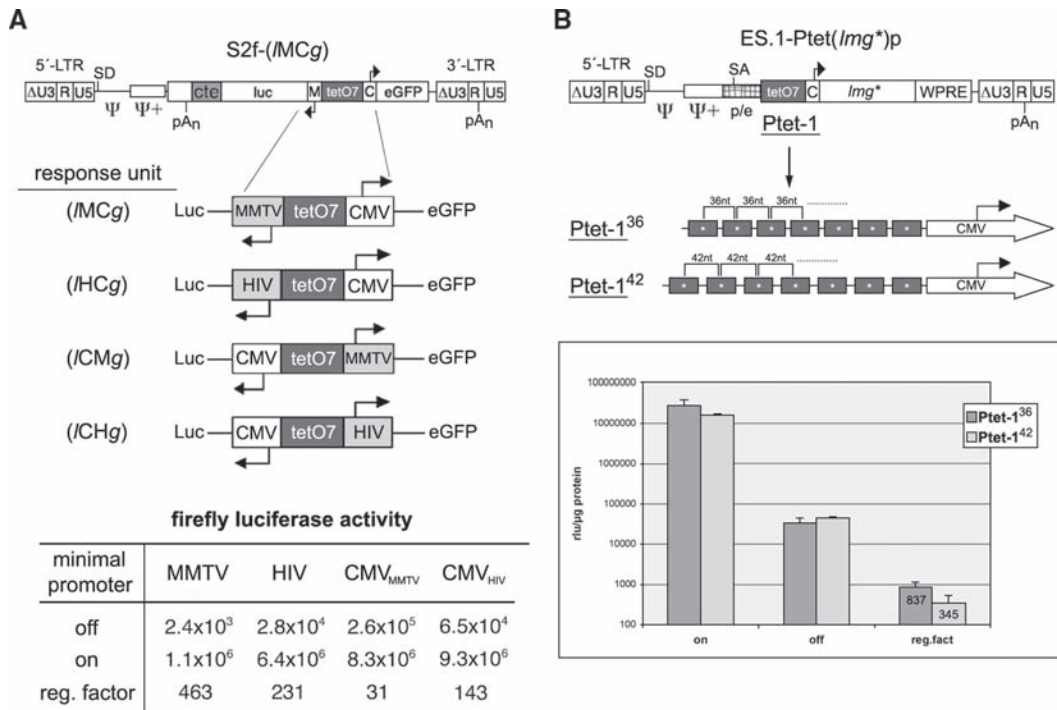 A
S2f-(lMCg)
5´-LTR
SD
3´-LTR
ΔU3 R U5
cte luc M tetO7 C eGFP
ΔU3 R U5
Ψ Ψ+
pAn
pAn
response unit
(lMCg)
Luc MMTV tetO7 CMV eGFP
(lHCg)
Luc HIV tetO7 CMV eGFP
(lCMg)
Luc CMV tetO7 MMTV eGFP
(lCHg)
Luc CMV tetO7 HIV eGFP
firefly luciferase activity
minimal promoter MMTV HIV CMV_MMTV CMV_HIV
off 2.4x10³ 2.8x10⁴ 2.6x10⁵ 6.5x10⁴
on 1.1x10⁶ 6.4x10⁶ 8.3x10⁶ 9.3x10⁶
reg. factor 463 231 31 143
B
ES.1-Ptet(lmg*)p
5´-LTR
SD
SA
3´-LTR
ΔU3 R U5
tetO7 C lmg* WPRE
ΔU3 R U5
Ψ Ψ+ p/e
pAn
Ptet-1
36nt 36nt 36nt
Ptet-1³⁶
* * * * * * * CMV
42nt 42nt 42nt
Ptet-1⁴²
* * * * * * * CMV
100000000
10000000
1000000
100000
10000
1000
100
rlu/µg protein
Ptet-1³⁶
Ptet-1⁴²
837
345
on off reg.fact